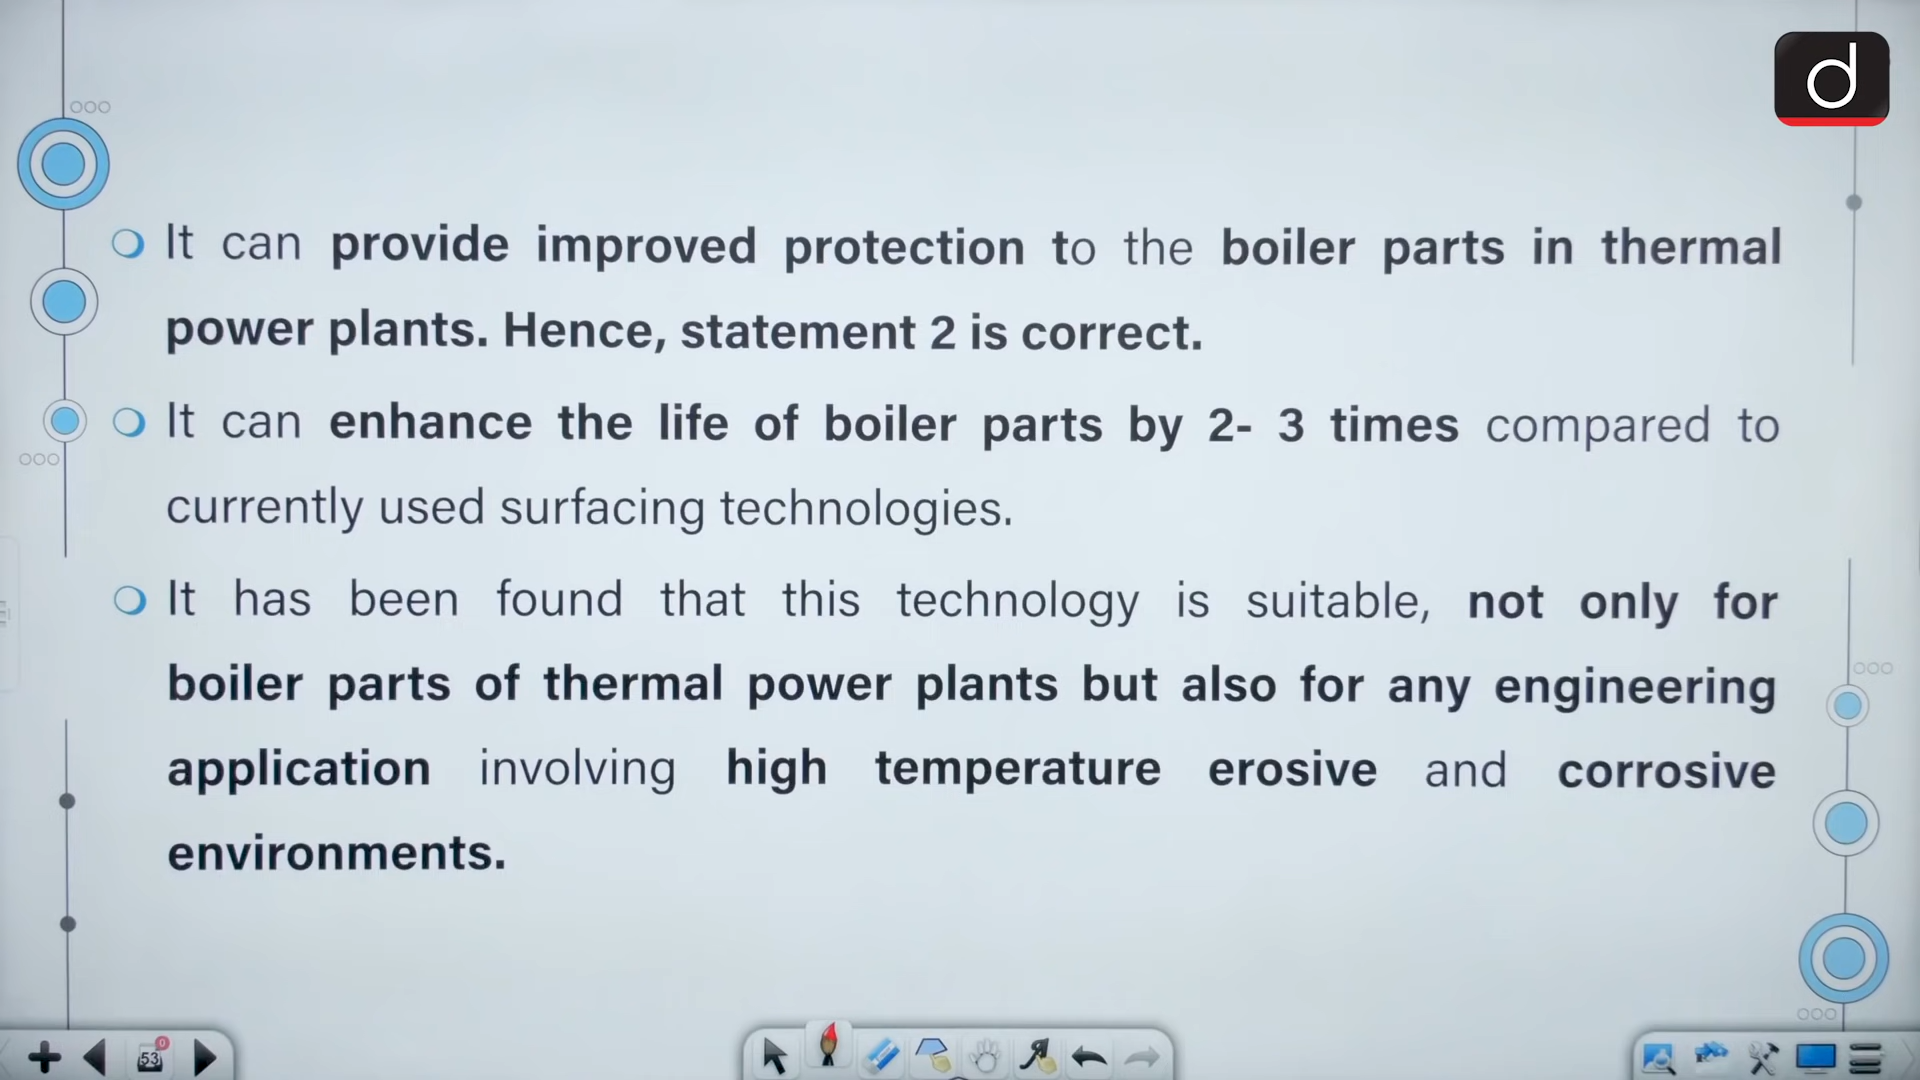 d
It can provide improved protection to the boiler parts in thermal
power plants. Hence, statement 2 is correct.
It can enhance the life of boiler parts by 2- 3 times compared to
currently used surfacing technologies.
It has been found that this technology is suitable, not only for
boiler parts of thermal power plants but also for any engineering
application involving high temperature erosive and corrosive
environments.
0
53